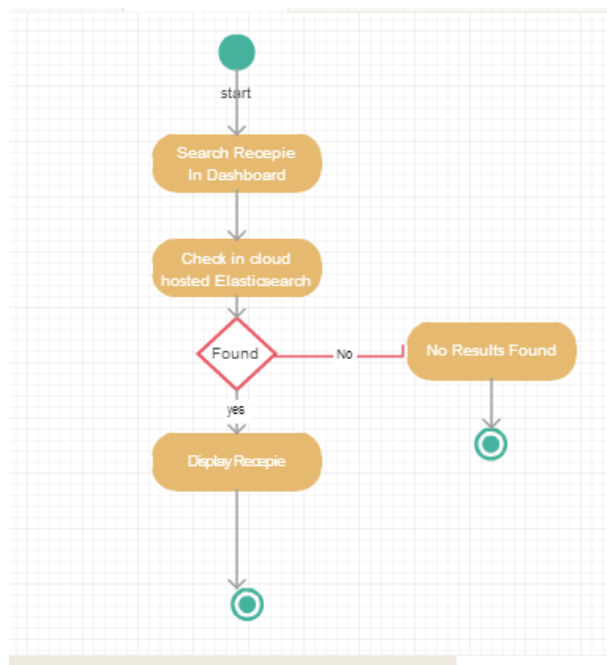 start
Search Recepie
In Dashboard
Check in cloud
hosted Elasticsearch
Found
No
No Results Found
yes
Display Recepie